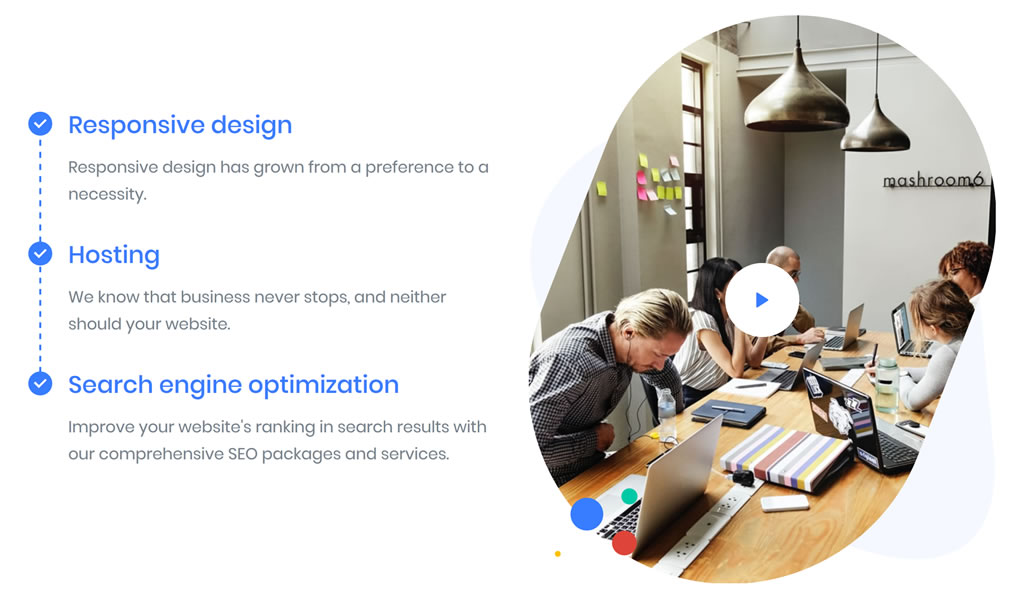 Responsive design
Responsive design has grown from a preference to a
necessity.
Hosting
We know that business never stops, and neither
should your website.
Search engine optimization
Improve your website's ranking in search results with
our comprehensive SEO packages and services.
mashroom6